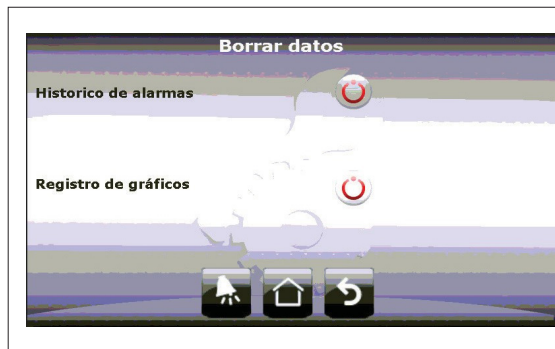 Borrar datos
Historico de alarmas
Registro de gráficos